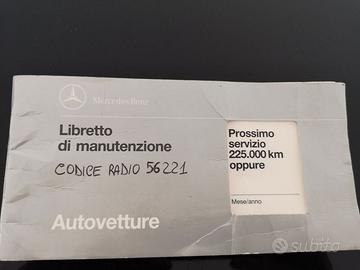 Mercedes-Benz
Libretto
di manutenzione
CODICE RADIO 56221
Autovetture
Prossimo
servizio
225.000 km
oppure
Mese/anno
subito